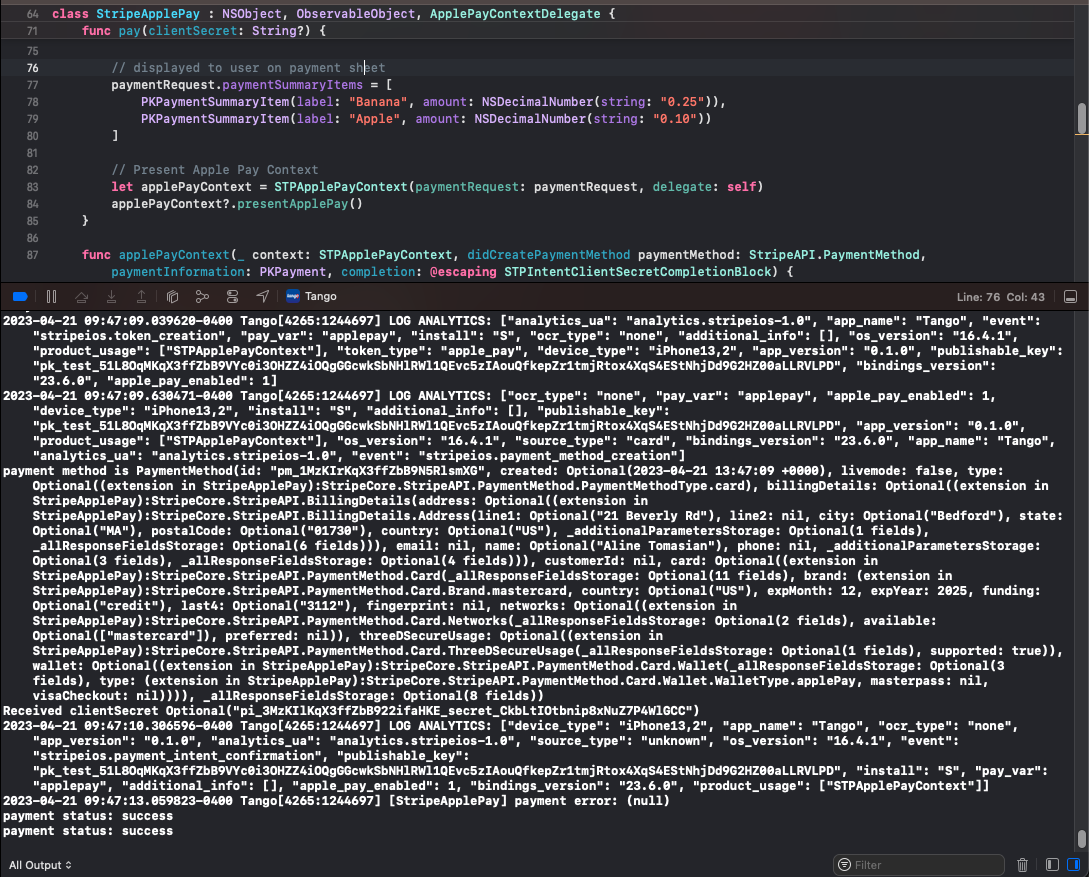 64 class StripeApplePay : NSObject, ObservableObject, ApplePayContextDelegate {
71 func pay(clientSecret: String?) {
75
76 // displayed to user on payment sheet
77 paymentRequest.paymentSummaryItems = [
78 PKPaymentSummaryItem(label: "Banana", amount: NSDecimalNumber(string: "0.25")),
79 PKPaymentSummaryItem(label: "Apple", amount: NSDecimalNumber(string: "0.10"))
80 ]
81
82 // Present Apple Pay Context
83 let applePayContext = STPApplePayContext(paymentRequest: paymentRequest, delegate: self)
84 applePayContext?.presentApplePay()
85 }
86
87 func applePayContext(_ context: STPApplePayContext, didCreatePaymentMethod paymentMethod: StripeAPI.PaymentMethod,
paymentInformation: PKPayment, completion: @escaping STPIntentClientSecretCompletionBlock) {
Tango
Line: 76 Col: 43
2023-04-21 09:47:09.039620-0400 Tango[4265:1244697] LOG ANALYTICS: ["analytics_ua": "analytics.stripeios-1.0", "app_name": "Tango", "event":
"stripeios.token_creation", "pay_var": "applepay", "install": "S", "ocr_type": "none", "additional_info": [], "os_version": "16.4.1",
"product_usage": ["STPApplePayContext"], "token_type": "apple_pay", "device_type": "iPhone13,2", "app_version": "0.1.0", "publishable_key":
"pk_test_51L8OqMKqX3ffZbB9VYc0i3OHZZ4iOQgGGcwkSbNHlRWl1QEvc5zIAouQfkepZr1tmjRtox4XqS4EStNhjDd9G2HZ00aLLRVLPD", "bindings_version":
"23.6.0", "apple_pay_enabled": 1]
2023-04-21 09:47:09.630471-0400 Tango[4265:1244697] LOG ANALYTICS: ["ocr_type": "none", "pay_var": "applepay", "apple_pay_enabled": 1,
"device_type": "iPhone13,2", "install": "S", "additional_info": [], "publishable_key":
"pk_test_51L8OqMKqX3ffZbB9VYc0i3OHZZ4iOQgGGcwkSbNHlRWl1QEvc5zIAouQfkepZr1tmjRtox4XqS4EStNhjDd9G2HZ00aLLRVLPD", "app_version": "0.1.0",
"product_usage": ["STPApplePayContext"], "os_version": "16.4.1", "source_type": "card", "bindings_version": "23.6.0", "app_name": "Tango",
"analytics_ua": "analytics.stripeios-1.0", "event": "stripeios.payment_method_creation"]
payment method is PaymentMethod(id: "pm_1MzKIrKqX3ffZbB9N5RlsmXG", created: Optional(2023-04-21 13:47:09 +0000), livemode: false, type:
Optional((extension in StripeApplePay):StripeCore.StripeAPI.PaymentMethod.PaymentMethodType.card), billingDetails: Optional((extension in
StripeApplePay):StripeCore.StripeAPI.BillingDetails(address: Optional((extension in
StripeApplePay):StripeCore.StripeAPI.BillingDetails.Address(line1: Optional("21 Beverly Rd"), line2: nil, city: Optional("Bedford"), state:
Optional("MA"), postalCode: Optional("01730"), country: Optional("US"), _additionalParametersStorage: Optional(1 fields),
_allResponseFieldsStorage: Optional(6 fields))), email: nil, name: Optional("Aline Tomasian"), phone: nil, _additionalParametersStorage:
Optional(3 fields), _allResponseFieldsStorage: Optional(4 fields))), customerId: nil, card: Optional((extension in
StripeApplePay):StripeCore.StripeAPI.PaymentMethod.Card(_allResponseFieldsStorage: Optional(11 fields), brand: (extension in
StripeApplePay):StripeCore.StripeAPI.PaymentMethod.Card.Brand.mastercard, country: Optional("US"), expMonth: 12, expYear: 2025, funding:
Optional("credit"), last4: Optional("3112"), fingerprint: nil, networks: Optional((extension in
StripeApplePay):StripeCore.StripeAPI.PaymentMethod.Card.Networks(_allResponseFieldsStorage: Optional(2 fields), available:
Optional(["mastercard"]), preferred: nil)), threeDSecureUsage: Optional((extension in
StripeApplePay):StripeCore.StripeAPI.PaymentMethod.Card.ThreeDSecureUsage(_allResponseFieldsStorage: Optional(1 fields), supported: true)),
wallet: Optional((extension in StripeApplePay):StripeCore.StripeAPI.PaymentMethod.Card.Wallet(_allResponseFieldsStorage: Optional(3
fields), type: (extension in StripeApplePay):StripeCore.StripeAPI.PaymentMethod.Card.Wallet.WalletType.applePay, masterpass: nil,
visaCheckout: nil)))), _allResponseFieldsStorage: Optional(8 fields))
Received clientSecret Optional("pi_3MzKIlKqX3ffZbB922ifaHKE_secret_CkbLtIOtbnip8xNuZ7P4WlGCC")
2023-04-21 09:47:10.306596-0400 Tango[4265:1244697] LOG ANALYTICS: ["device_type": "iPhone13,2", "app_name": "Tango", "ocr_type": "none",
"app_version": "0.1.0", "analytics_ua": "analytics.stripeios-1.0", "source_type": "unknown", "os_version": "16.4.1", "event":
"stripeios.payment_intent_confirmation", "publishable_key":
"pk_test_51L8OqMKqX3ffZbB9VYc0i3OHZZ4iOQgGGcwkSbNHlRWl1QEvc5zIAouQfkepZr1tmjRtox4XqS4EStNhjDd9G2HZ00aLLRVLPD", "install": "S", "pay_var":
"applepay", "additional_info": [], "apple_pay_enabled": 1, "bindings_version": "23.6.0", "product_usage": ["STPApplePayContext"]]
2023-04-21 09:47:13.059823-0400 Tango[4265:1244697] [StripeApplePay] payment error: (null)
payment status: success
payment status: success
All Output
Filter